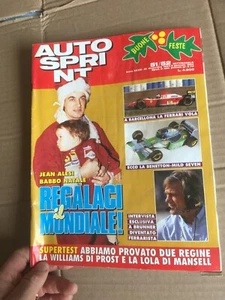 AUTO
SPRI
NT
BUONE
FESTE
51/52
A BARCELLONA LA FERRARI VOLA
ECCO LA BENETTON-MILD SEVEN
JEAN ALESI
BABBO NATALE
REGALACI
il
MONDIALE!
INTERVISTA
ESCLUSIVA
A BRUNNER
DIVENTATO
FERRARISTA
SUPERTEST ABBIAMO PROVATO DUE REGINE
LA WILLIAMS DI PROST E LA LOLA DI MANSELL